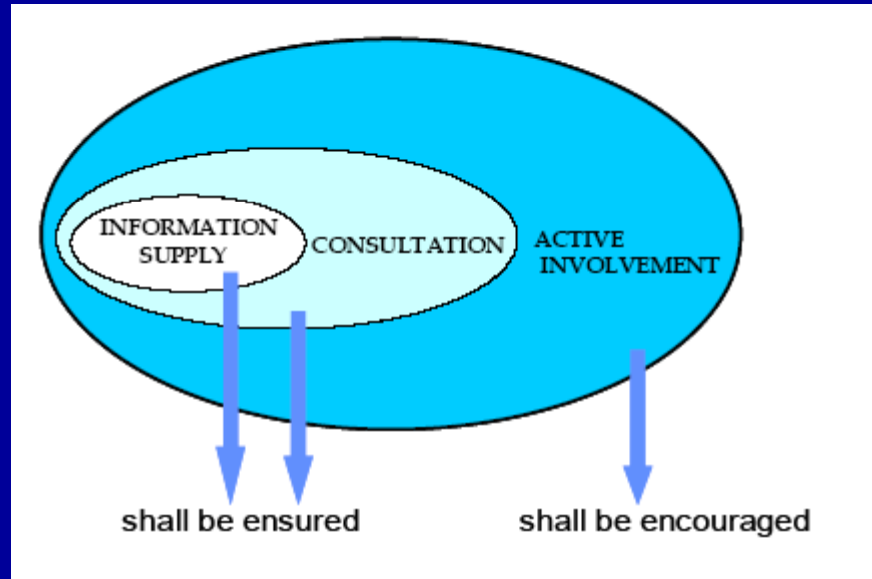 INFORMATION
SUPPLY
CONSULTATION
ACTIVE
INVOLVEMENT
shall be ensured
shall be encouraged